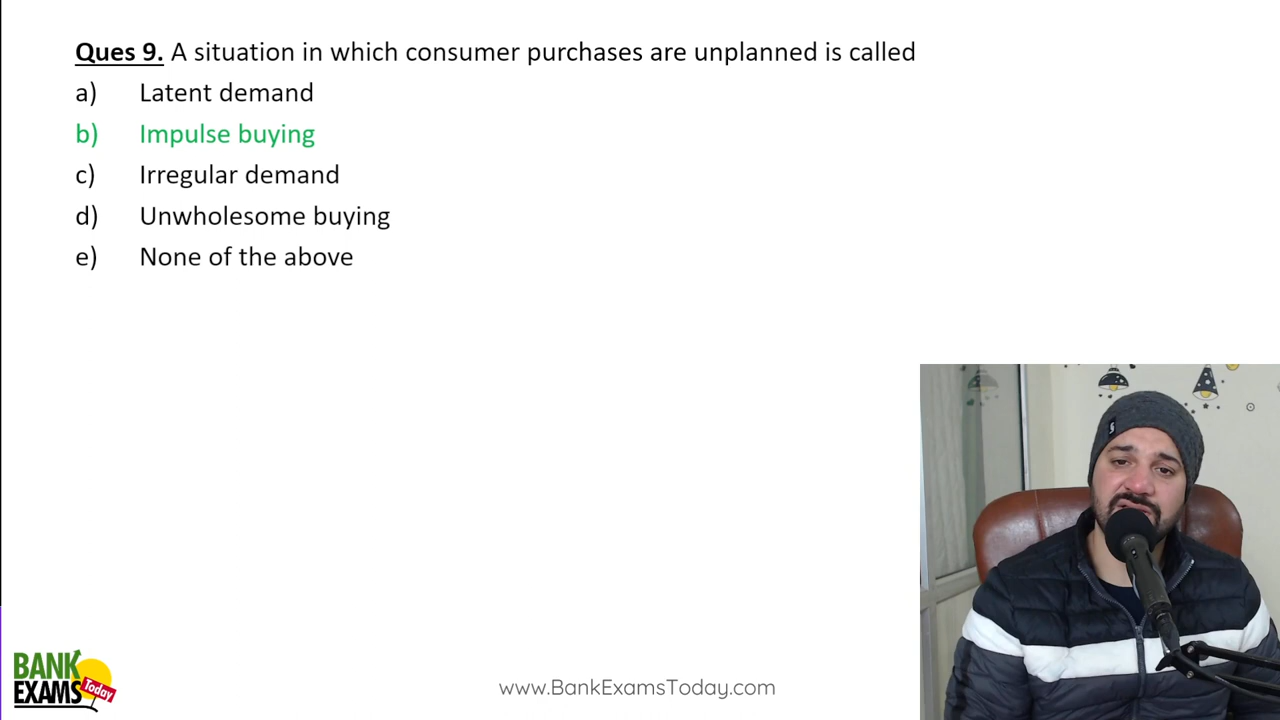 Ques 9. A situation in which consumer purchases are unplanned is called
a) Latent demand
b) Impulse buying
c) Irregular demand
d) Unwholesome buying
e) None of the above
BANK
EXAMS Today
www.BankExamsToday.com